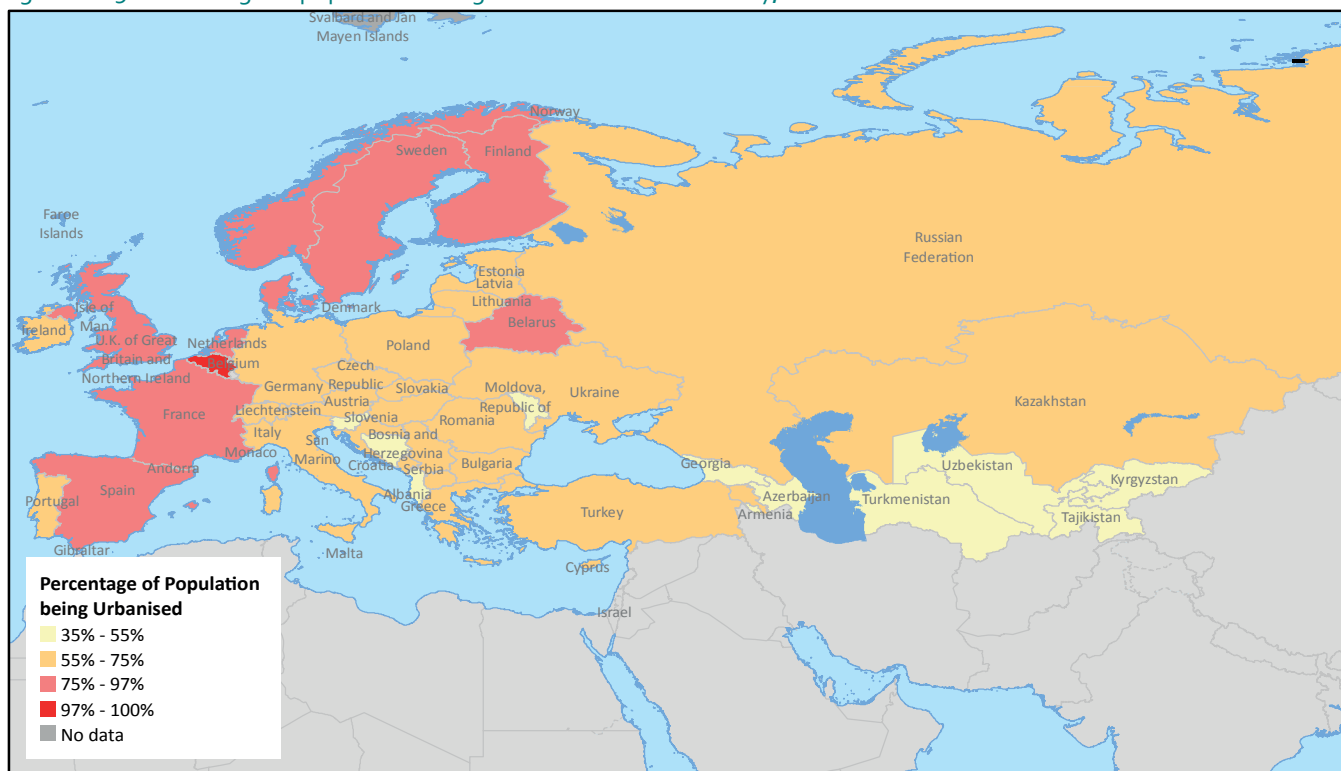 Svalbard and Jan
Mayen Islands
Norway
Sweden
Finland
Faroe
Islands
Russian
Federation
Estonia
Latvia
Lithuania
Denmark
Isle of
Man
Ireland
Belarus
U.K. of Great
Britain and
Northern Ireland
Netherlands
Belgium
Poland
Czech
Republic
Germany
Slovakia
Austria
Ukraine
Moldova,
Republic of
Kazakhstan
France
Liechtenstein
Slovenia
Romania
Italy
San
Marino
Bosnia and
Herzegovina
Monaco
Croatia
Serbia
Bulgaria
Georgia
Uzbekistan
Andorra
Kyrgyzstan
Spain
Portugal
Albania
Greece
Azerbaijan
Turkmenistan
Turkey
Armenia
Tajikistan
Gibraltar
Malta
Cyprus
Israel
Percentage of Population
being Urbanised
35% - 55%
55% - 75%
75% - 97%
97% - 100%
No data